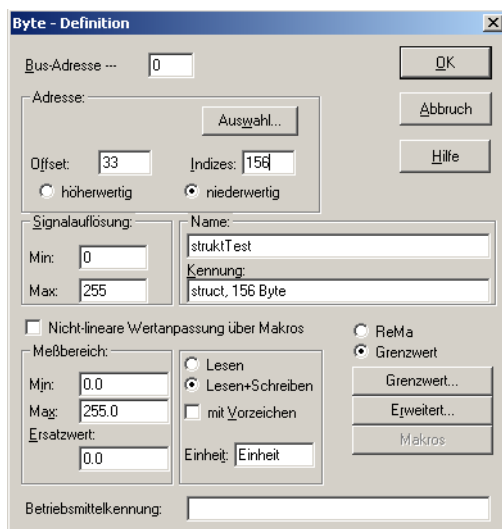 Byte - Definition
Bus-Adresse --- 0
OK
Adresse:
Auswahl...
Abbruch
Offset: 33 Indizes: 156
Hilfe
höherwertig niederwertig
Signalauflösung:
Min: 0
Max: 255
Name:
struktTest
Kennung:
struct, 156 Byte
Nicht-lineare Wertanpassung über Makros
ReMa
Grenzwert
Meßbereich:
Min: 0.0
Max: 255.0
Ersatzwert:
0.0
Lesen
Lesen+Schreiben
mit Vorzeichen
Einheit: Einheit
Grenzwert...
Erweitert...
Makros
Betriebsmittelkennung: